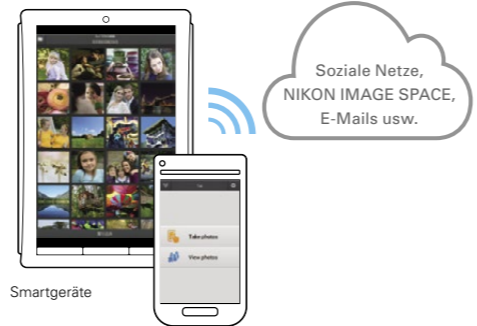 Soziale Netze,
NIKON IMAGE SPACE,
E-Mails usw.
Take photos
View photos
Smartgeräte